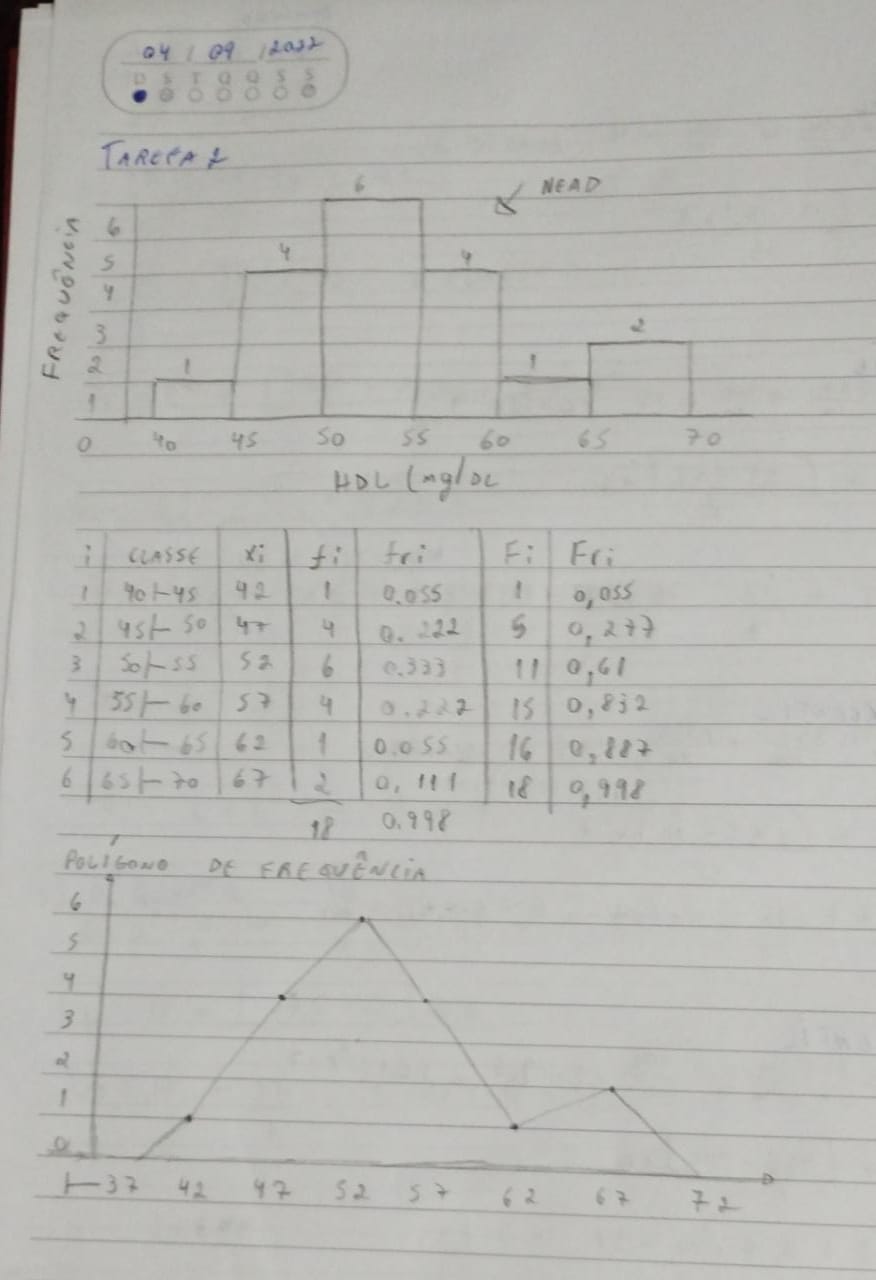 04 / 09 / 2022
D S T Q Q S S
TAREFA 2
6
NEAD
FREQUÊNCIA
6
5
4
4
4
3
2
2
1
1
1
0 40 45 50 55 60 65 70
HDL (mg/DL
i CLASSE xi fi fri Fi Fri
1 40⊢45 42 1 0.055 1 0,055
2 45⊢50 47 4 0.222 5 0,277
3 50⊢55 52 6 0.333 11 0,61
4 55⊢60 57 4 0.222 15 0,832
5 60⊢65 62 1 0.055 16 0,887
6 65⊢70 67 2 0,111 18 0,998
18 0.998
POLÍGONO DE FREQUÊNCIA
6
5
4
3
2
1
0
37 42 47 52 57 62 67 72